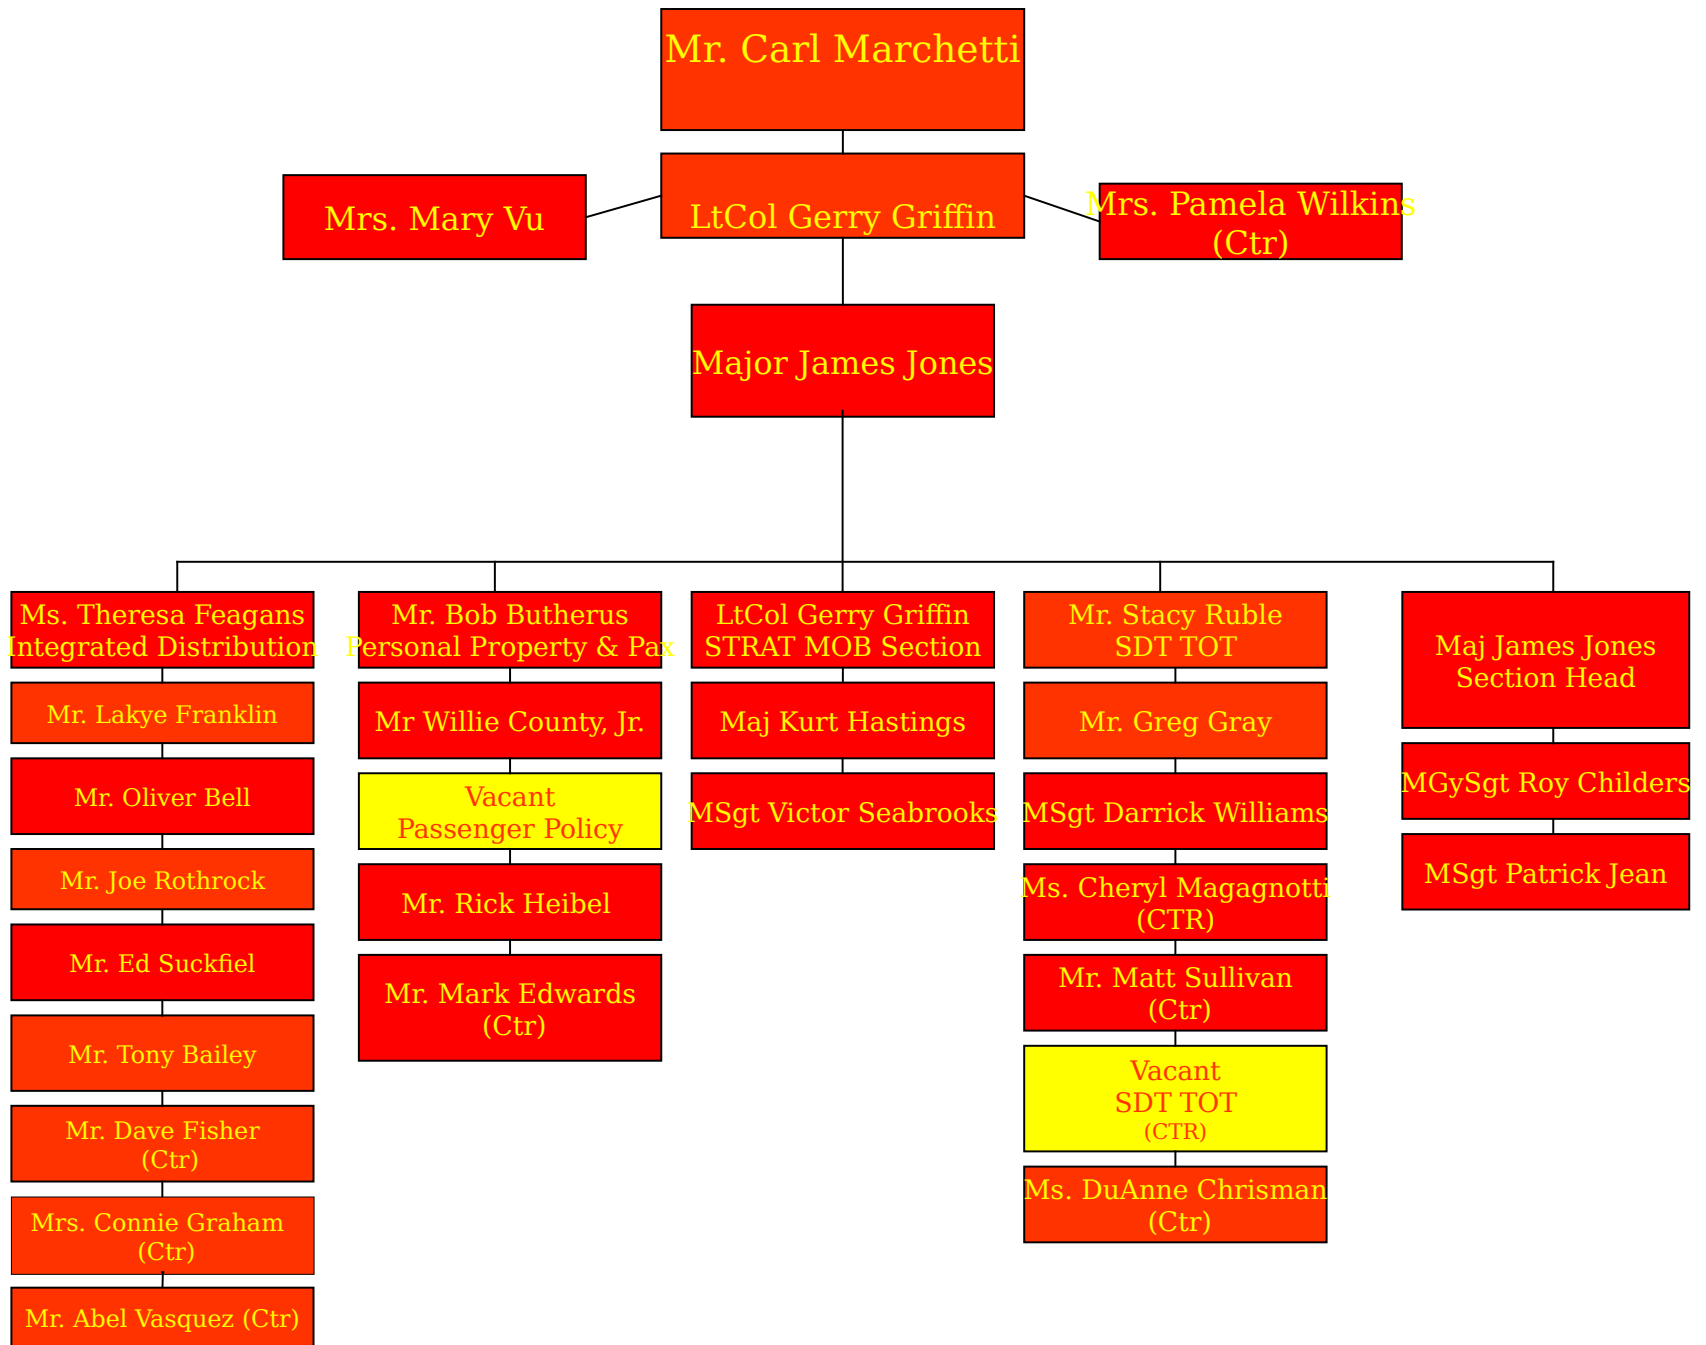 Mr. Carl Marchetti
LtCol Gerry Griffin
Mrs. Mary Vu
Mrs. Pamela Wilkins
(Ctr)
Major James Jones
Ms. Theresa Feagans
Integrated Distribution
Mr. Lakye Franklin
Mr. Oliver Bell
Mr. Joe Rothrock
Mr. Ed Suckfiel
Mr. Tony Bailey
Mr. Dave Fisher
(Ctr)
Mrs. Connie Graham
(Ctr)
Mr. Abel Vasquez (Ctr)
Mr. Bob Butherus
Personal Property & Pax
Mr Willie County, Jr.
Vacant
Passenger Policy
Mr. Rick Heibel
Mr. Mark Edwards
(Ctr)
LtCol Gerry Griffin
STRAT MOB Section
Maj Kurt Hastings
MSgt Victor Seabrooks
Mr. Stacy Ruble
SDT TOT
Mr. Greg Gray
MSgt Darrick Williams
Ms. Cheryl Magagnotti
(CTR)
Mr. Matt Sullivan
(Ctr)
Vacant
SDT TOT
(CTR)
Ms. DuAnne Chrisman
(Ctr)
Maj James Jones
Section Head
MGySgt Roy Childers
MSgt Patrick Jean